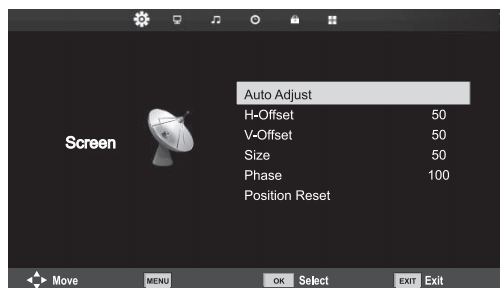 Auto Adjust
H-Offset 50
V-Offset 50
Screen
Size 50
Phase 100
Position Reset
Move MENU OK Select EXIT Exit